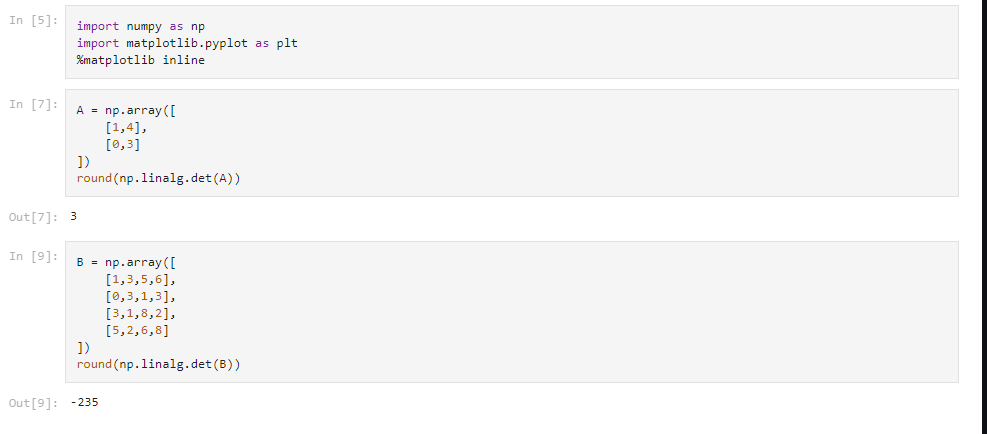 In [5]:
import numpy as np
import matplotlib.pyplot as plt
%matplotlib inline
In [7]:
A = np.array([
    [1,4],
    [0,3]
])
round(np.linalg.det(A))
Out[7]: 3
In [9]:
B = np.array([
    [1,3,5,6],
    [0,3,1,3],
    [3,1,8,2],
    [5,2,6,8]
])
round(np.linalg.det(B))
Out[9]: -235